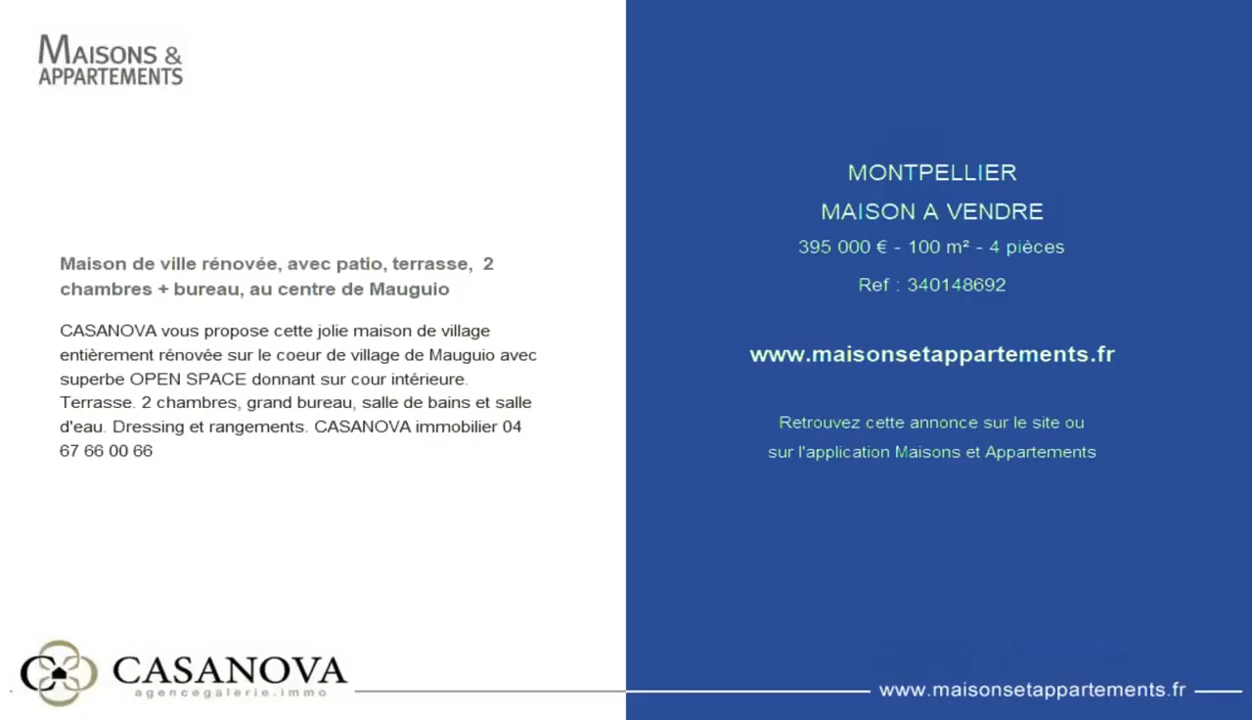 MAISONS &
APPARTEMENTS
Maison de ville rénovée, avec patio, terrasse,  2
chambres + bureau, au centre de Mauguio
CASANOVA vous propose cette jolie maison de village
entièrement rénovée sur le coeur de village de Mauguio avec
superbe OPEN SPACE donnant sur cour intérieure.
Terrasse. 2 chambres, grand bureau, salle de bains et salle
d'eau. Dressing et rangements. CASANOVA immobilier 04
67 66 00 66
CASANOVA
agencegalerie.immo
MONTPELLIER
MAISON A VENDRE
395 000 € - 100 m² - 4 pièces
Ref : 340148692
www.maisonsetappartements.fr
Retrouvez cette annonce sur le site ou
sur l'application Maisons et Appartements
www.maisonsetappartements.fr